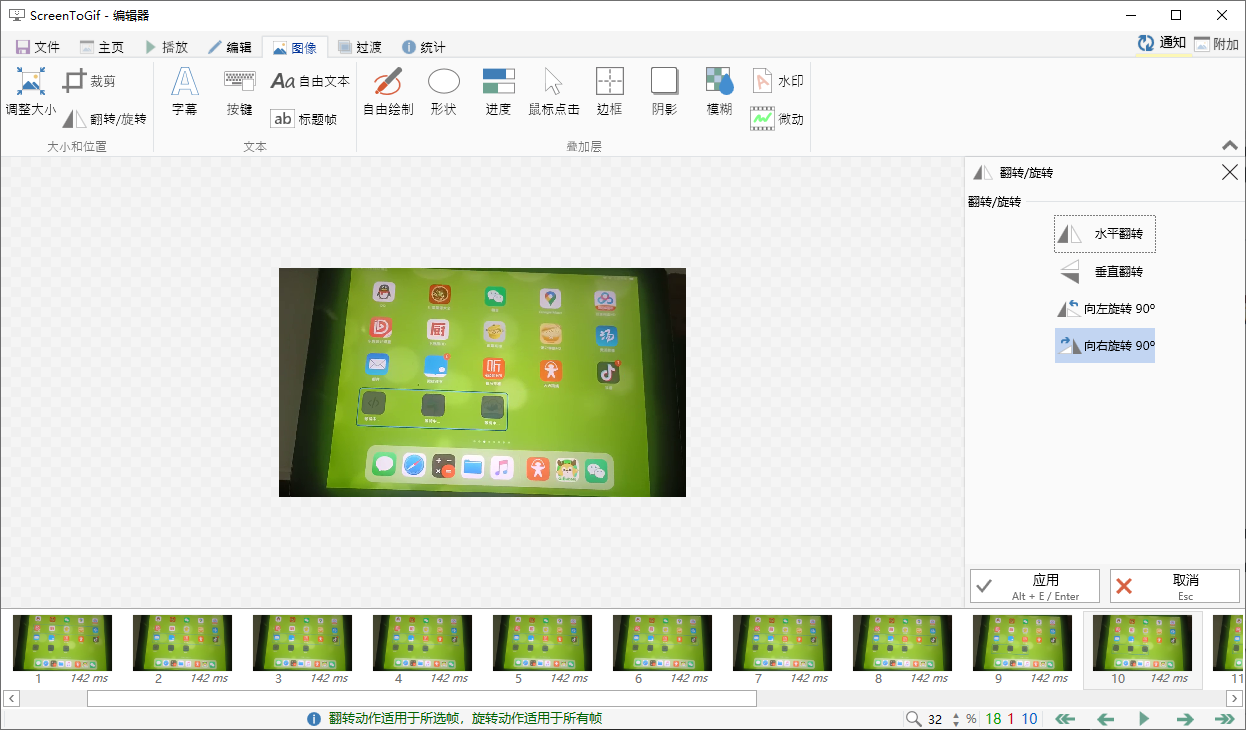 ScreenToGif - 编辑器
文件 主页 播放 编辑 图像 过渡 统计 通知 附加
调整大小 裁剪 翻转/旋转
大小和位置
字幕 按键 自由文本 标题帧
文本
自由绘制 形状 进度 鼠标点击 边框 阴影 模糊 水印 微动
叠加层
翻转/旋转
翻转/旋转
水平翻转
垂直翻转
向左旋转 90º
向右旋转 90º
厨
听
应用
Alt + E / Enter
取消
Esc
1 142 ms 2 142 ms 3 142 ms 4 142 ms 5 142 ms 6 142 ms 7 142 ms 8 142 ms 9 142 ms 10 142 ms 11
翻转动作适用于所选帧，旋转动作适用于所有帧
32 % 18 1 10